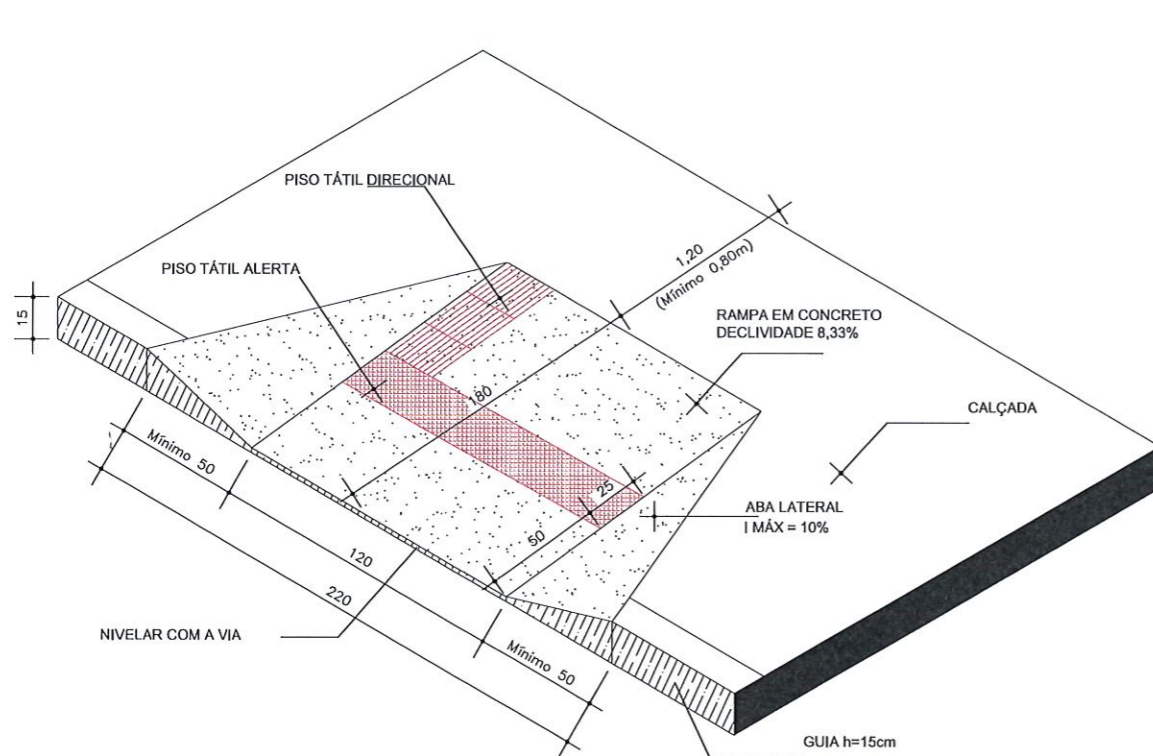 PISO TÁTIL DIRECIONAL
1,20
(Mínimo 0,80m)
PISO TÁTIL ALERTA
15
RAMPA EM CONCRETO
DECLIVIDADE 8,33%
180
CALÇADA
Mínimo 50
25
ABA LATERAL
I MÁX = 10%
50
120
220
NIVELAR COM A VIA
Mínimo 50
GUIA h=15cm